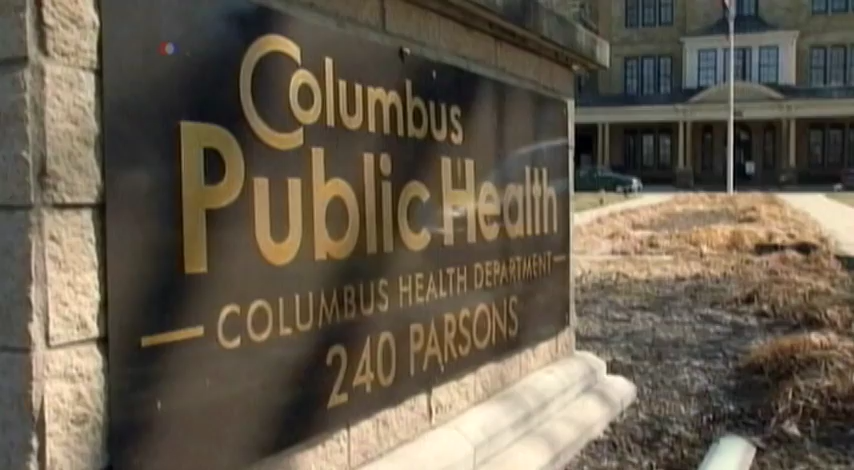 Columbus
Public Health
COLUMBUS HEALTH DEPARTMENT
240 PARSONS